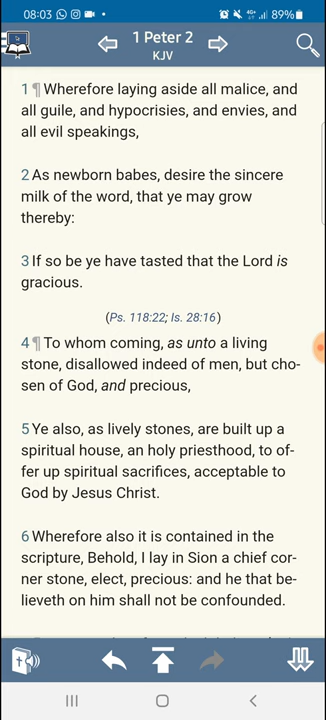 08:03 4G+ 89%
1 Peter 2
KJV
1 ¶ Wherefore laying aside all malice, and
all guile, and hypocrisies, and envies, and
all evil speakings,
2 As newborn babes, desire the sincere
milk of the word, that ye may grow
thereby:
3 If so be ye have tasted that the Lord is
gracious.
(Ps. 118:22; Is. 28:16)
4 ¶ To whom coming, as unto a living
stone, disallowed indeed of men, but cho-
sen of God, and precious,
5 Ye also, as lively stones, are built up a
spiritual house, an holy priesthood, to of-
fer up spiritual sacrifices, acceptable to
God by Jesus Christ.
6 Wherefore also it is contained in the
scripture, Behold, I lay in Sion a chief cor-
ner stone, elect, precious: and he that be-
lieveth on him shall not be confounded.